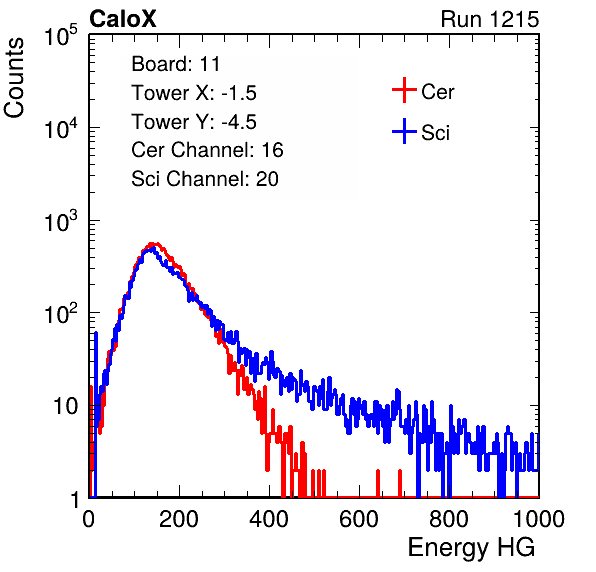 CaloX Run 1215
Counts
10^5
10^4
10^3
10^2
10
1
Board: 11
Tower X: -1.5
Tower Y: -4.5
Cer Channel: 16
Sci Channel: 20
Cer
Sci
0 200 400 600 800 1000
Energy HG